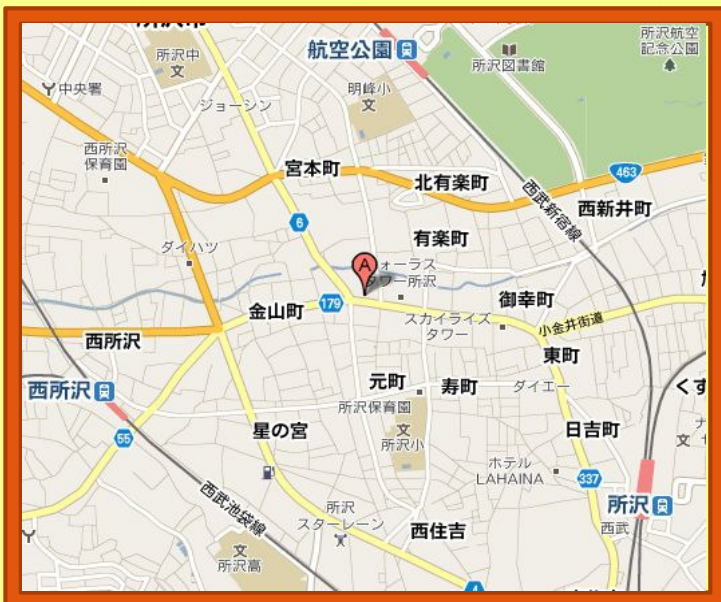 所沢市
航空公園
所沢航空
記念公園
所沢中
文
所沢図書館
中央署
ジョーシン
明峰小
文
西所沢
保育園
宮本町
北有楽町
463
西新井町
西武新宿線
6
有楽町
ダイハツ
A
ォーラス
タワー所沢
179
金山町
御幸町
スカイライズ
タワー
小金井街道
西所沢
東町
西所沢
元町
寿町
ダイエー
所沢保育園
くす
55
星の宮
文
所沢小
日吉町
文
ホテル
LAHAINA
337
西武池袋線
所沢
スターレーン
所沢
西武
西住吉
文
所沢高
4